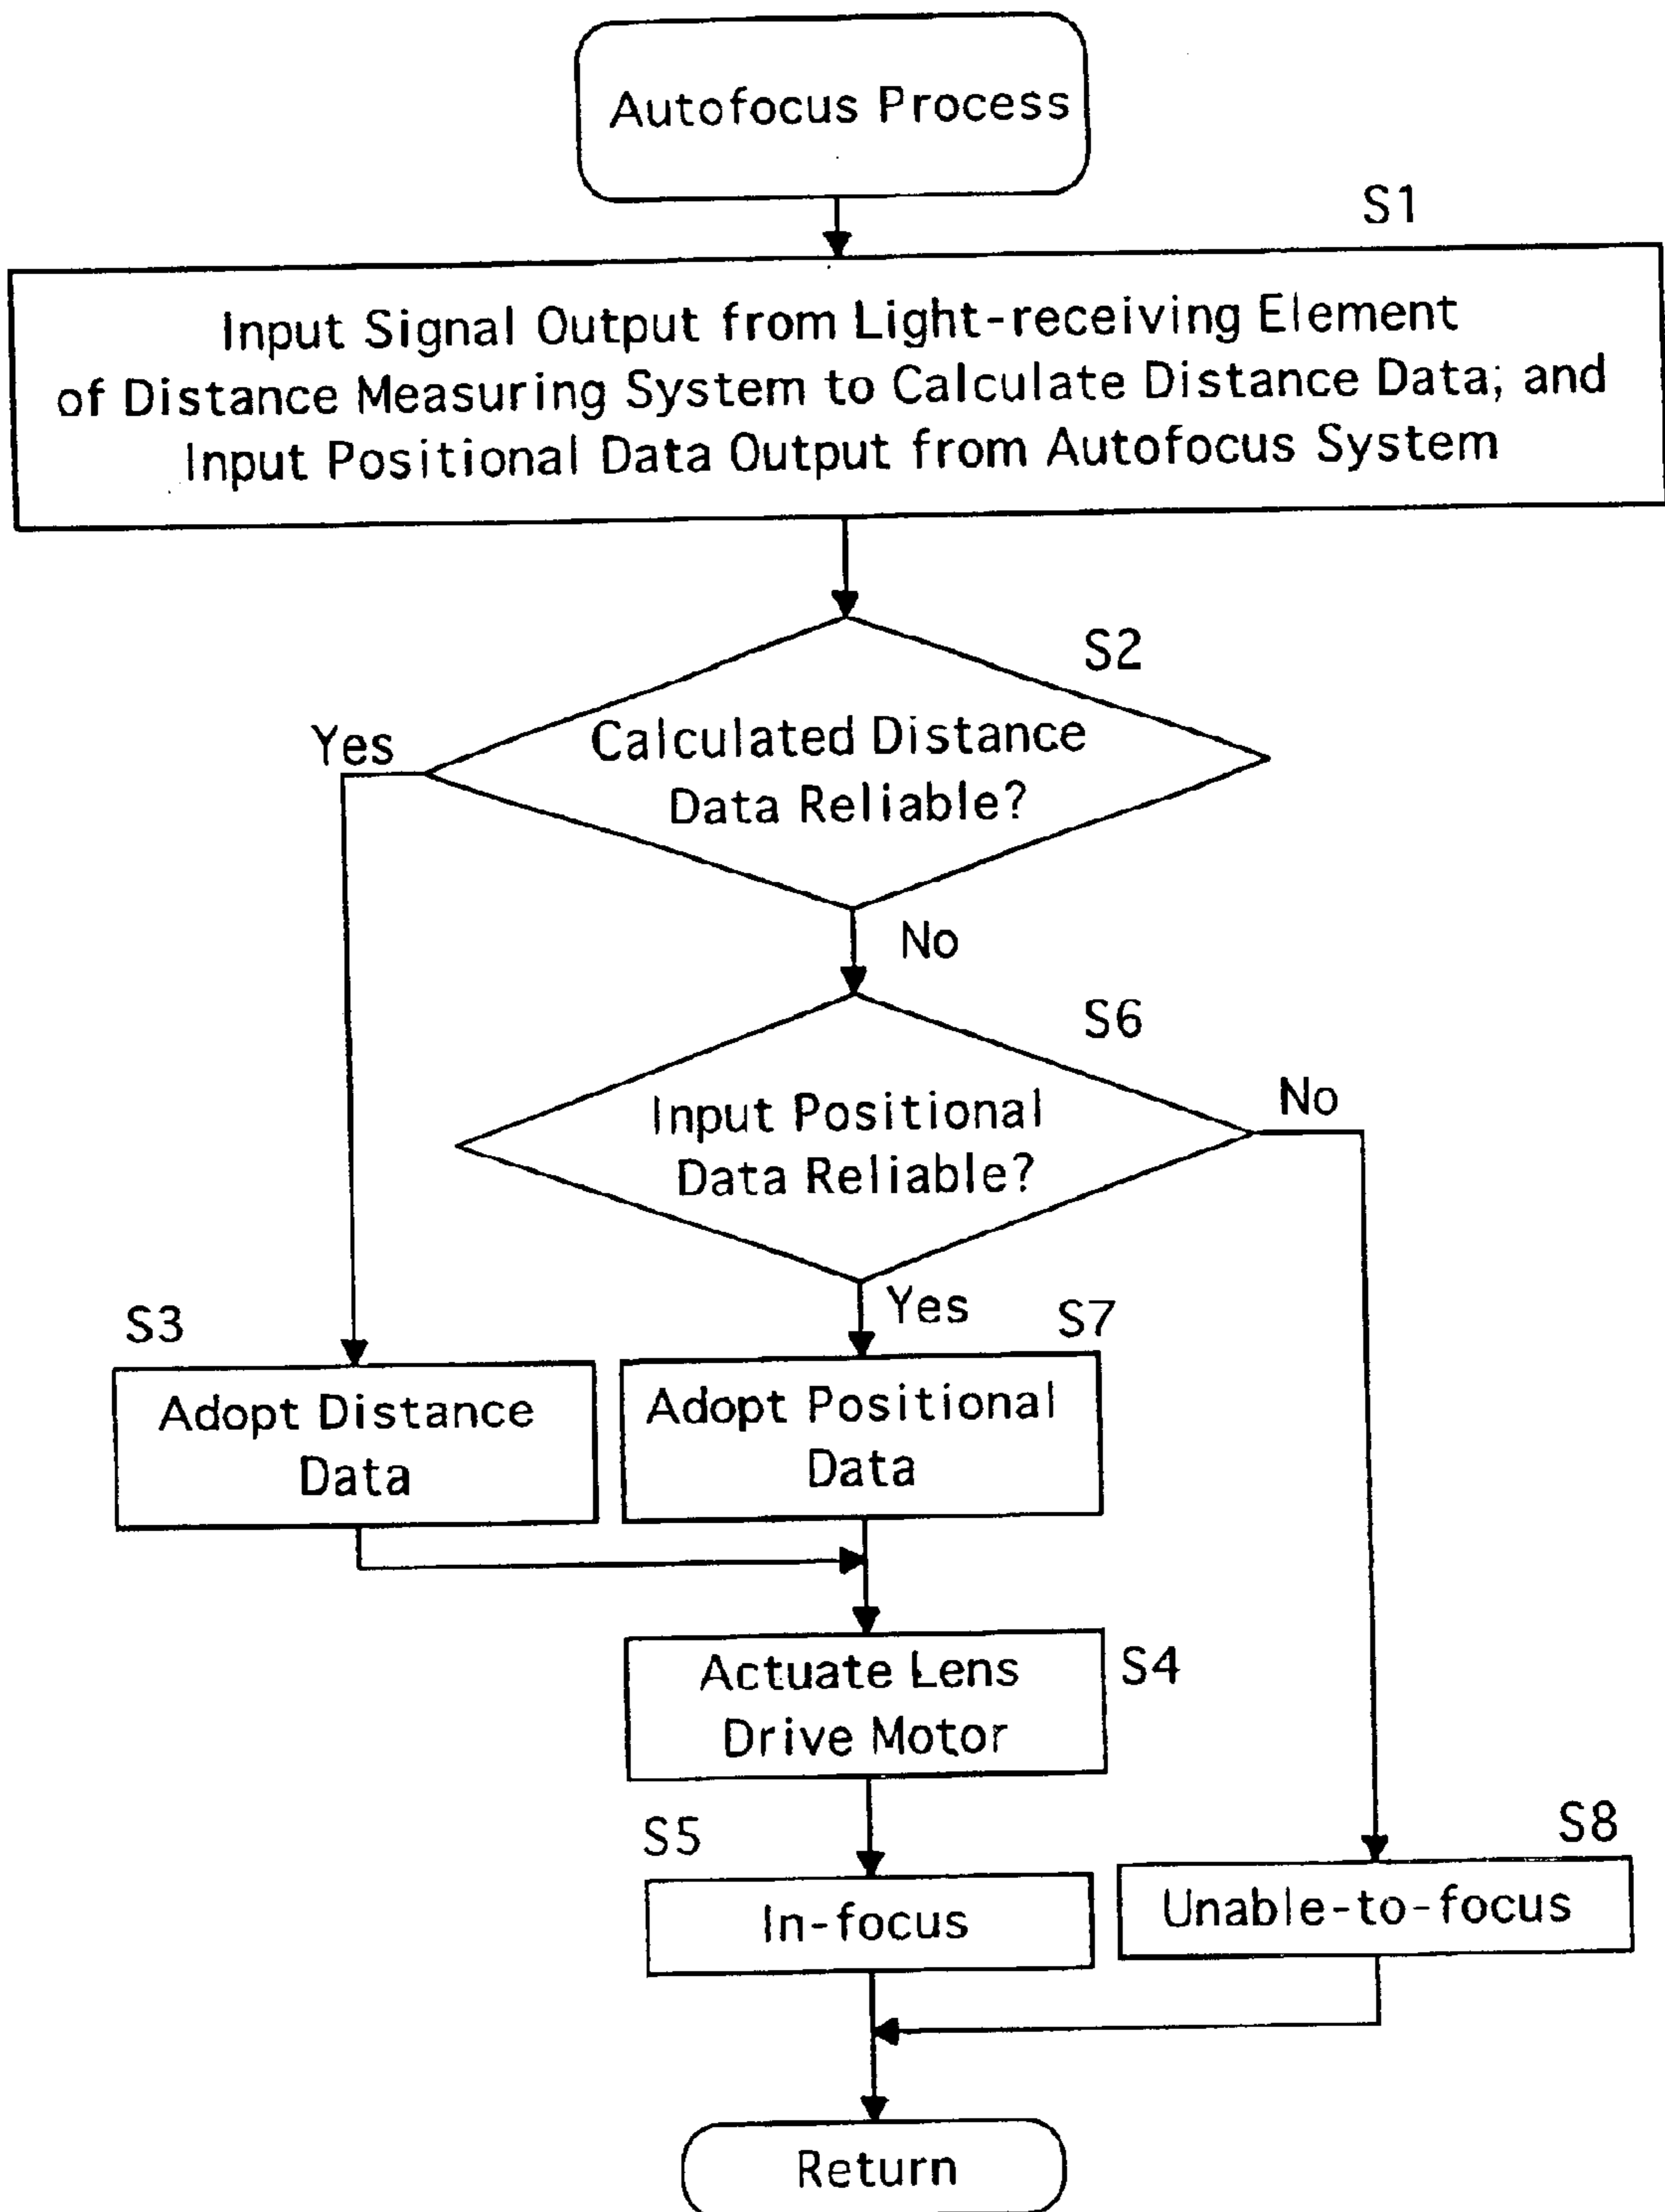 Autofocus Process
S1
Input Signal Output from Light-receiving Element
of Distance Measuring System to Calculate Distance Data; and
Input Positional Data Output from Autofocus System
S2
Yes
Calculated Distance
Data Reliable?
No
S6
Input Positional
Data Reliable?
No
Yes
S3
S7
Adopt Distance
Data
Adopt Positional
Data
Actuate Lens
Drive Motor
S4
S5
S8
In-focus
Unable-to-focus
Return